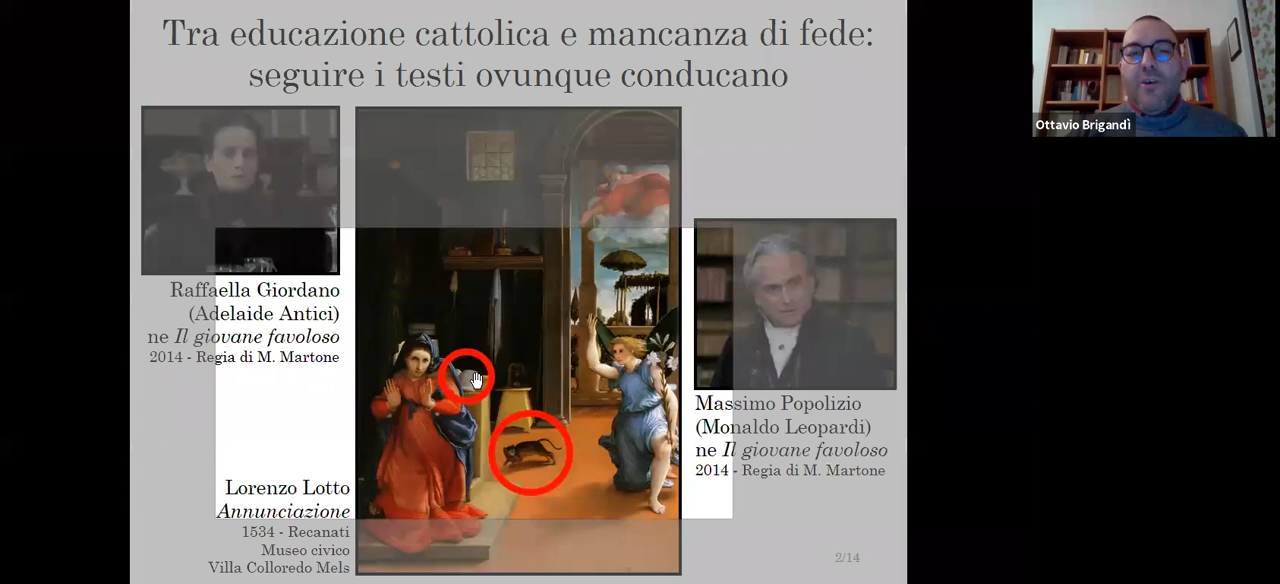 Tra educazione cattolica e mancanza di fede:
seguire i testi ovunque conducano
Ottavio Brigandì
Raffaella Giordano
(Adelaide Antici)
ne Il giovane favoloso
2014 - Regia di M. Martone
Massimo Popolizio
(Monaldo Leopardi)
ne Il giovane favoloso
2014 - Regia di M. Martone
Lorenzo Lotto
Annunciazione
1534 - Recanati
Museo civico
Villa Colloredo Mels
2/14